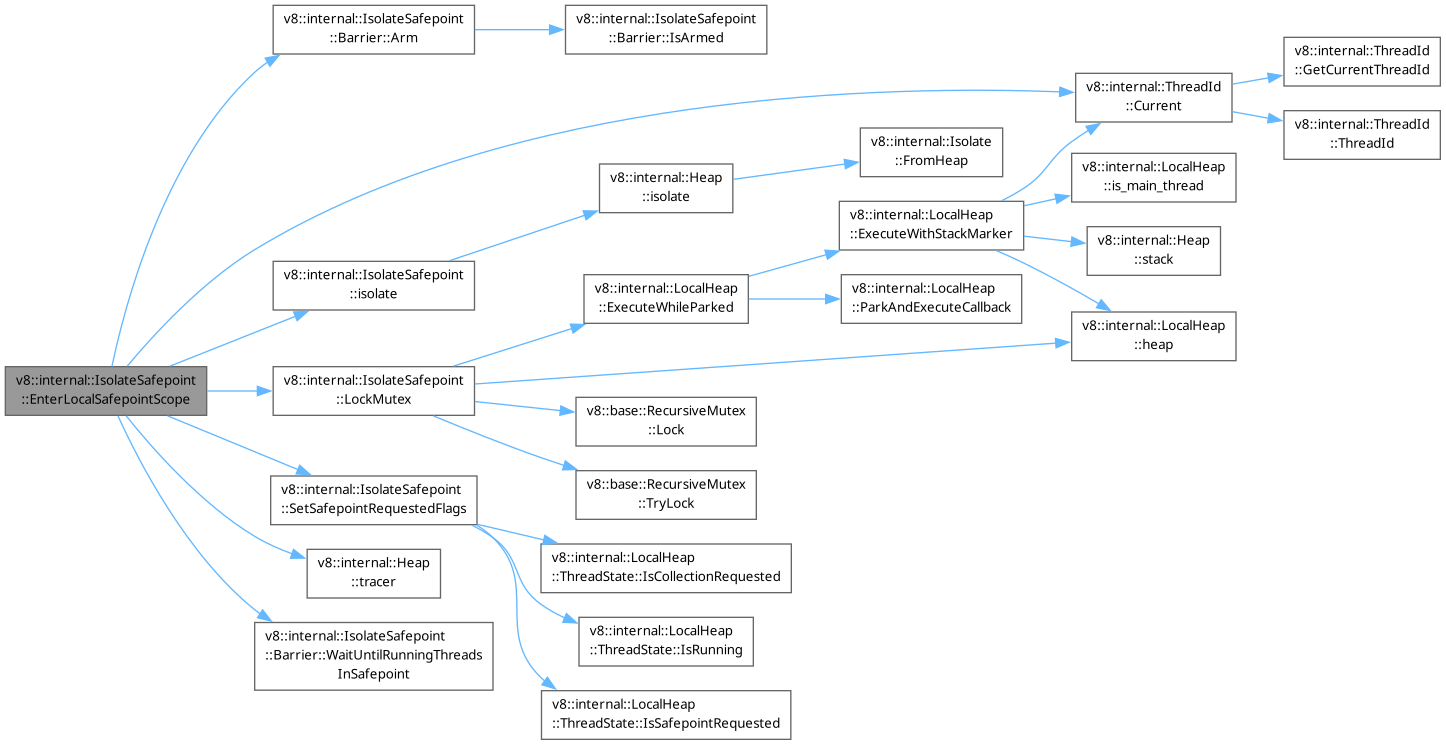 v8::internal::IsolateSafepoint
::EnterLocalSafepointScope
v8::internal::IsolateSafepoint
::Barrier::Arm
v8::internal::IsolateSafepoint
::Barrier::IsArmed
v8::internal::ThreadId
::Current
v8::internal::ThreadId
::GetCurrentThreadId
v8::internal::ThreadId
::ThreadId
v8::internal::IsolateSafepoint
::isolate
v8::internal::Heap
::isolate
v8::internal::Isolate
::FromHeap
v8::internal::IsolateSafepoint
::LockMutex
v8::internal::LocalHeap
::ExecuteWhileParked
v8::internal::LocalHeap
::ExecuteWithStackMarker
v8::internal::LocalHeap
::is_main_thread
v8::internal::Heap
::stack
v8::internal::LocalHeap
::heap
v8::internal::LocalHeap
::ParkAndExecuteCallback
v8::base::RecursiveMutex
::Lock
v8::base::RecursiveMutex
::TryLock
v8::internal::IsolateSafepoint
::SetSafepointRequestedFlags
v8::internal::LocalHeap
::ThreadState::IsCollectionRequested
v8::internal::LocalHeap
::ThreadState::IsRunning
v8::internal::LocalHeap
::ThreadState::IsSafepointRequested
v8::internal::Heap
::tracer
v8::internal::IsolateSafepoint
::Barrier::WaitUntilRunningThreads
InSafepoint